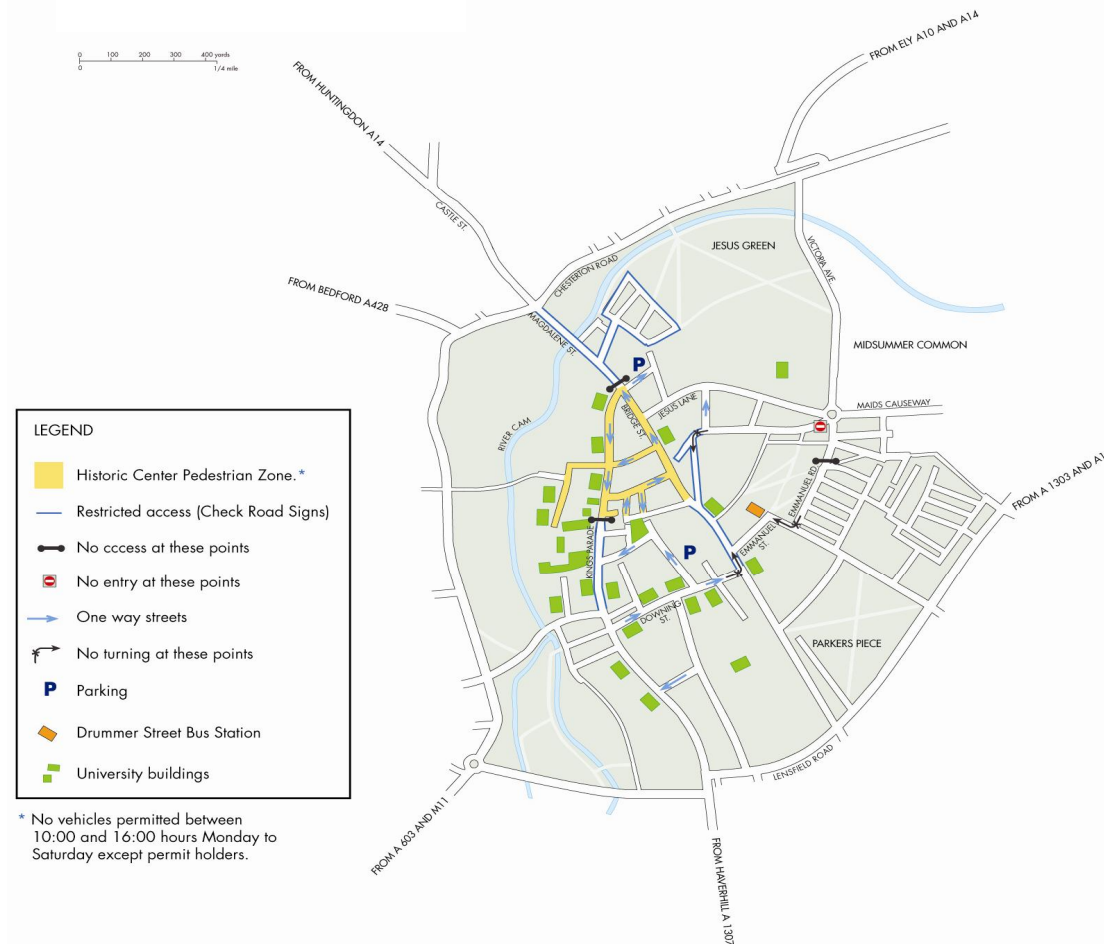 0 100 200 300 400 yards
0 1/4 mile
FROM ELY A10 AND A14
FROM HUNTINGDON A14
CASTLE ST.
FROM BEDFORD A428
CHESTERTON ROAD
JESUS GREEN
VICTORIA AVE.
MAGDALENE ST.
MIDSUMMER COMMON
P
BRIDGE ST.
JESUS LANE
MAIDS CAUSEWAY
RIVER CAM
EMMANUEL RD
FROM A 1303 AND A1
EMMANUEL ST.
P
KINGS PARADE
DOWNING ST.
PARKERS PIECE
LENSFIELD ROAD
FROM A 603 AND M11
FROM HAVERHILL A 1307
LEGEND
Historic Center Pedestrian Zone. *
Restricted access (Check Road Signs)
No cccess at these points
No entry at these points
One way streets
No turning at these points
P Parking
Drummer Street Bus Station
University buildings
* No vehicles permitted between
10:00 and 16:00 hours Monday to
Saturday except permit holders.